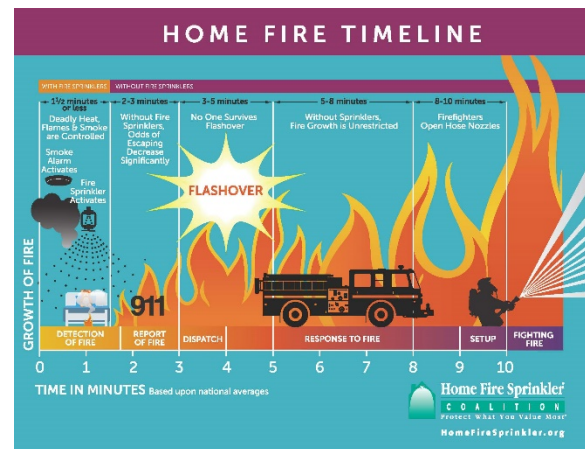 HOME FIRE TIMELINE
WITH FIRE SPRINKLERS
WITHOUT FIRE SPRINKLERS
1½ minutes
or less
Deadly Heat,
Flames & Smoke
are Controlled
Smoke
Alarm
Activates
Fire
Sprinkler
Activates
2-3 minutes
Without Fire
Sprinklers,
Odds of
Escaping
Decrease
Significantly
3-5 minutes
No One Survives
Flashover
FLASHOVER
5-8 minutes
Without Sprinklers,
Fire Growth is Unrestricted
8-10 minutes
Firefighters
Open Hose Nozzles
911
GROWTH OF FIRE
DETECTION
OF FIRE
REPORT
OF FIRE
DISPATCH
RESPONSE TO FIRE
SETUP
FIGHTING
FIRE
0 1 2 3 4 5 6 7 8 9 10
TIME IN MINUTES Based upon national averages
Home Fire Sprinkler
COALITION
Protect What You Value Most
HomeFireSprinkler.org